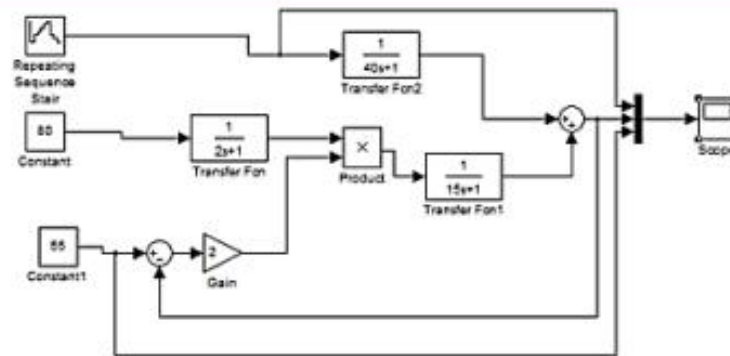 1
40s+1
Transfer Fcn2
Repeating
Sequence
Stair
80
Constant
1
2s+1
Transfer Fcn
×
Product
1
15s+1
Transfer Fcn1
Scope
55
Constant1
2
Gain